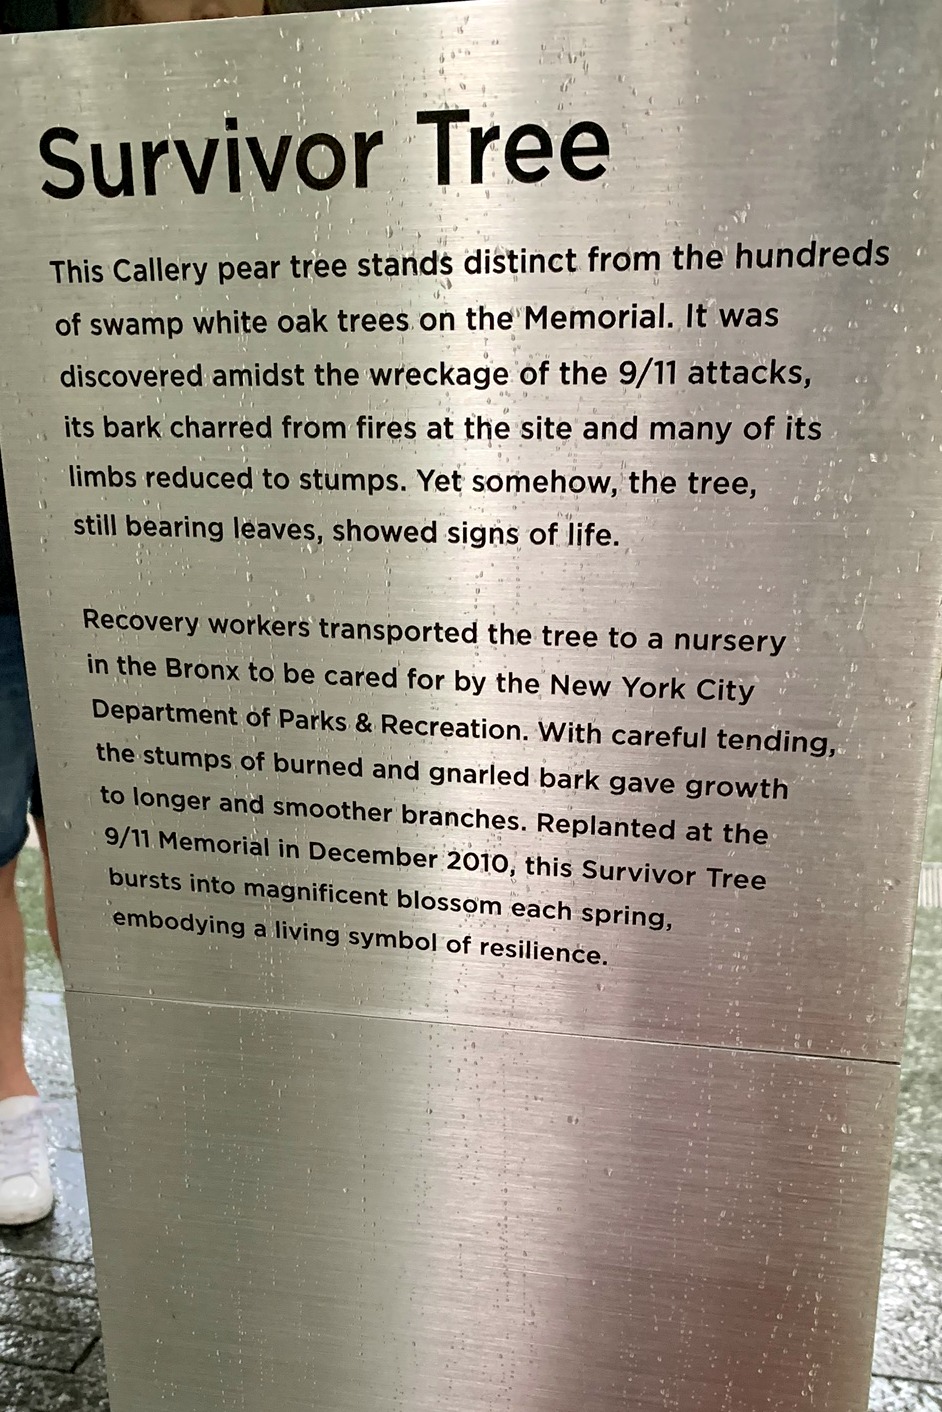 Survivor Tree
This Callery pear tree stands distinct from the hundreds
of swamp white oak trees on the Memorial. It was
discovered amidst the wreckage of the 9/11 attacks,
its bark charred from fires at the site and many of its
limbs reduced to stumps. Yet somehow, the tree,
still bearing leaves, showed signs of life.
Recovery workers transported the tree to a nursery
in the Bronx to be cared for by the New York City
Department of Parks & Recreation. With careful tending,
the stumps of burned and gnarled bark gave growth
to longer and smoother branches. Replanted at the
9/11 Memorial in December 2010, this Survivor Tree
bursts into magnificent blossom each spring,
embodying a living symbol of resilience.